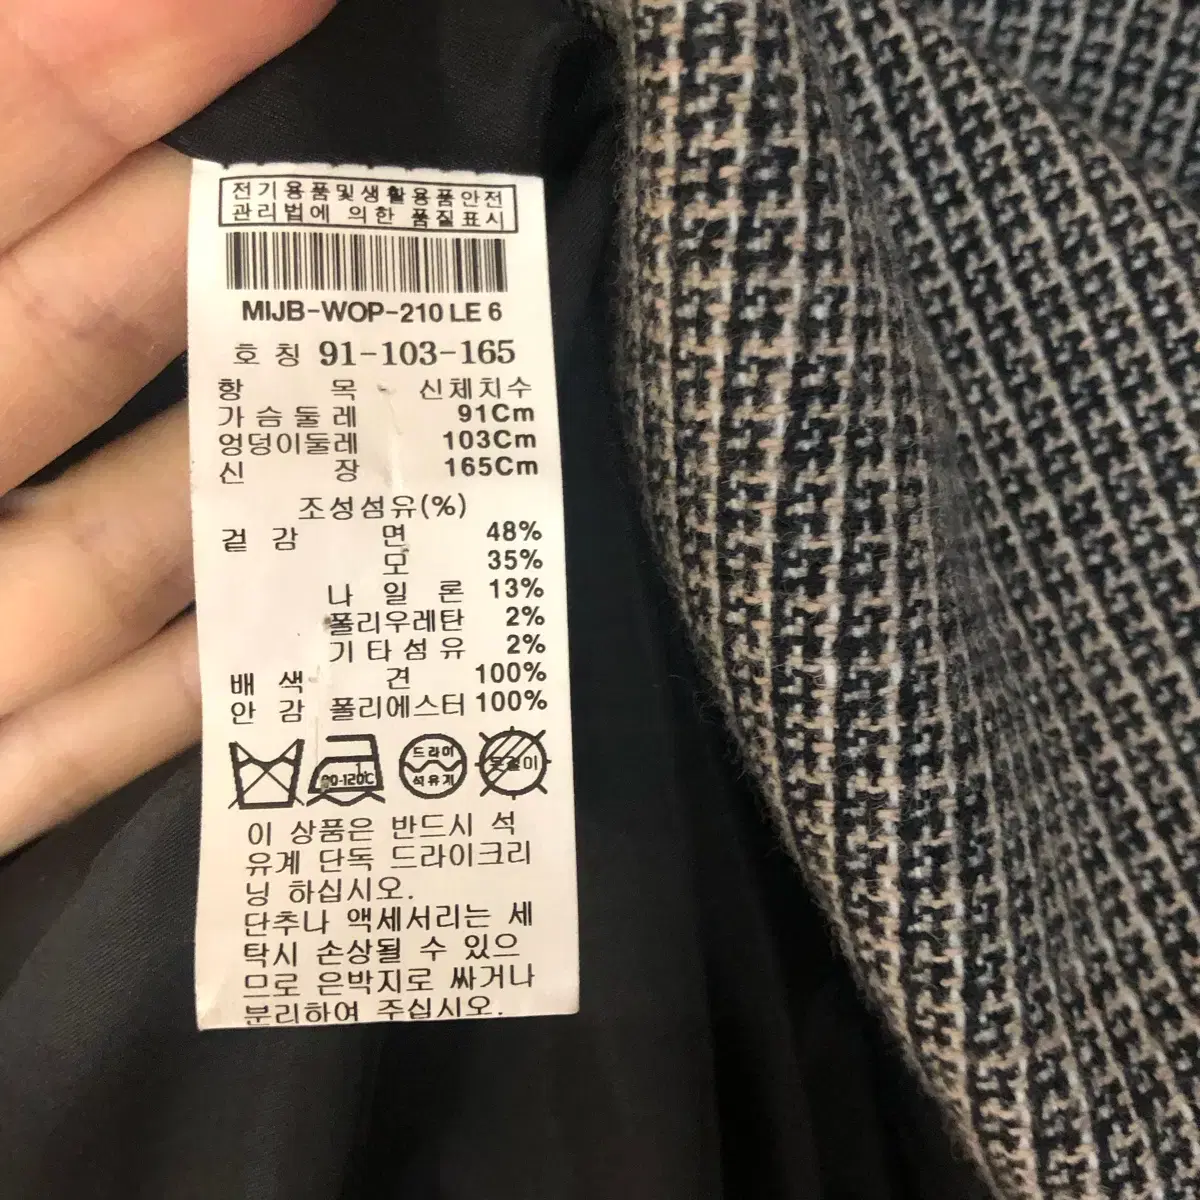 전기용품및생활용품안전
관리법에 의한 품질표시
MIJB-WOP-210 LE 6
호칭 91-103-165
항 목 신체치수
가슴둘레 91Cm
엉덩이둘레 103Cm
신 장 165Cm
조성섬유(%)
겉감 면 48%
모 35%
나일론 13%
폴리우레탄 2%
기타섬유 2%
배색 견 100%
안감 폴리에스터 100%
드라이
석유계
이 상품은 반드시 석
유계 단독 드라이크리
닝 하십시오.
단추나 액세서리는 세
탁시 손상될 수 있으
므로 은박지로 싸거나
분리하여 주십시오.